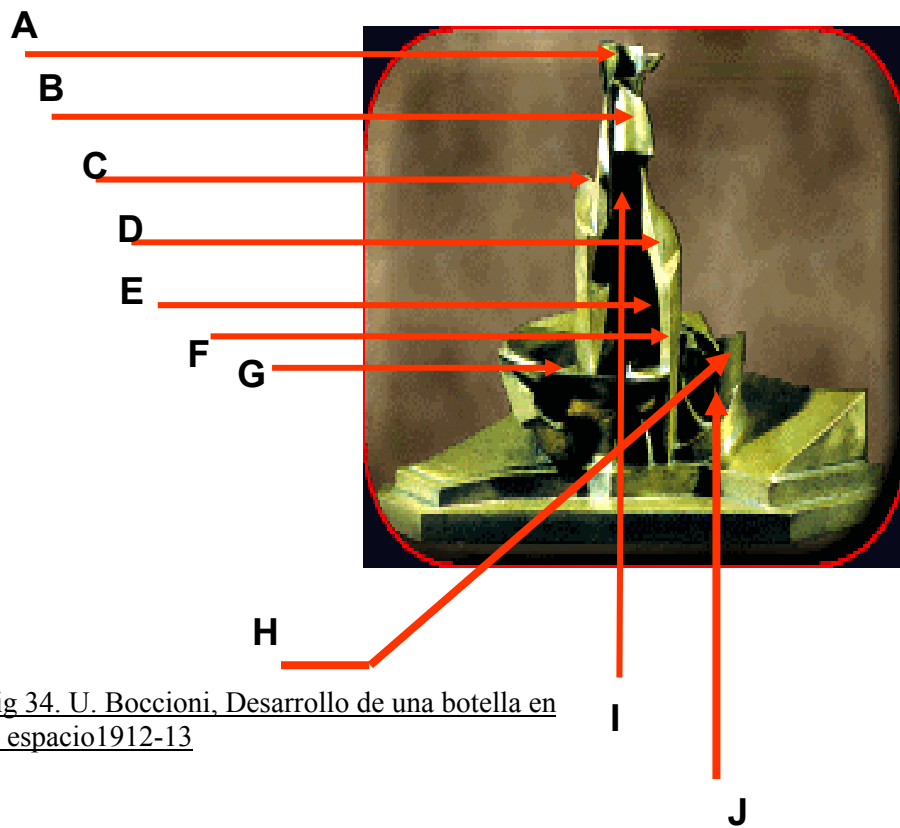 A
B
C
D
E
F
G
H
ig 34. U. Boccioni, Desarrollo de una botella en
espacio1912-13
I
J